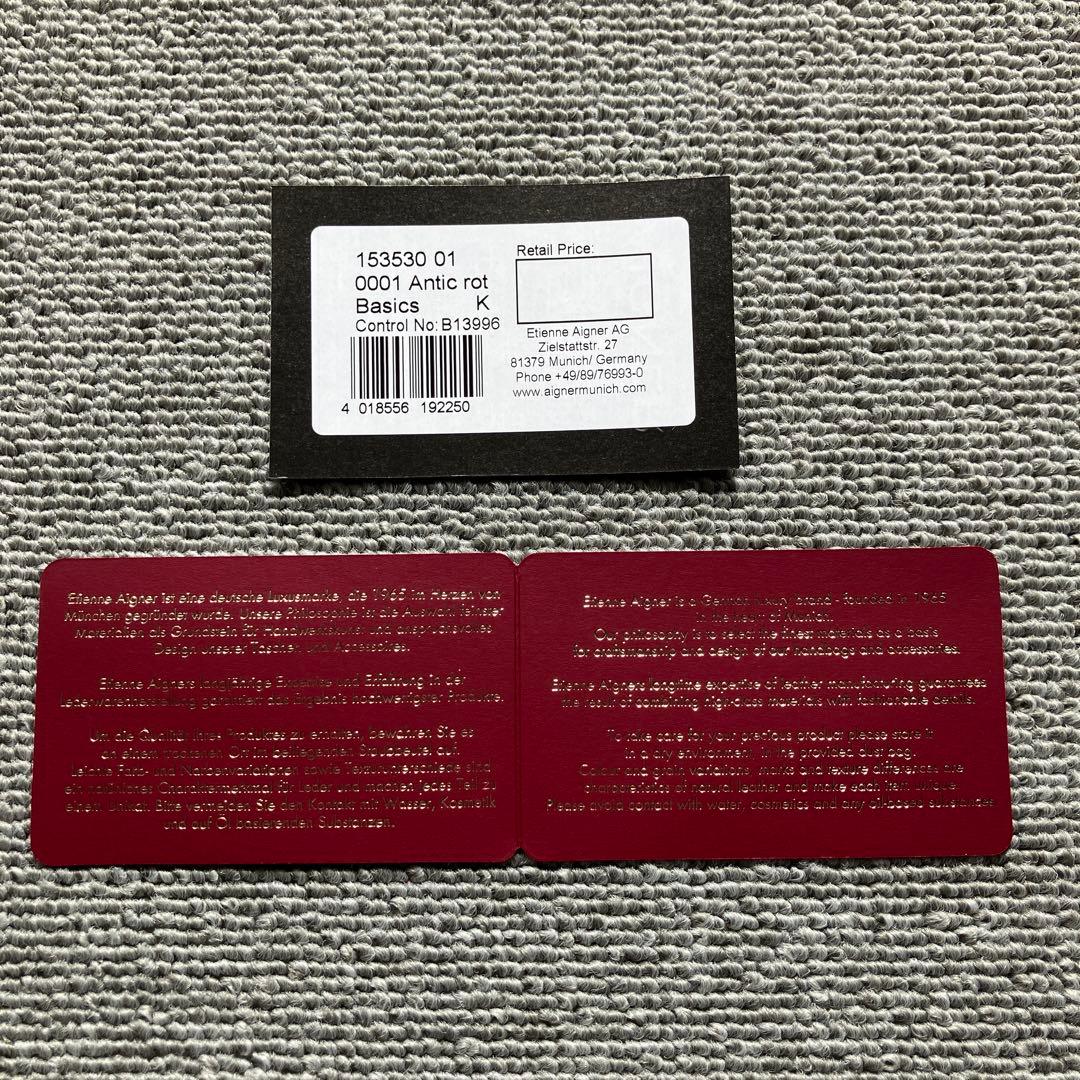 153530 01
0001 Antic rot
Basics K
Control No: B13996
4 018556 192250
Retail Price:
Etienne Aigner AG
Zielstattstr. 27
81379 Munich/ Germany
Phone +49/89/76993-0
www.aignermunich.com
Etienne Aigner ist eine deutsche Luxusmarke, die 1965 im Herzen von
München gegründet wurde. Unsere Philosophie ist die Auswahl feinster
Materialien als Grundstein für Handwerkskunst und anspruchsvolles
Design unserer Taschen und Accessoires.
Etienne Aigners langjährige Expertise und Erfahrung in der
Lederwarenherstellung garantiert das Ergebnis hochwertigster Produkte.
Um die Qualität Ihres Produktes zu erhalten, bewahren Sie es
an einem trockenen Ort im beiliegenden Staubbeutel auf.
Leichte Farb- und Narbenvariationen sowie Texturunterschiede sind
ein natürliches Charaktermerkmal für Leder und machen jedes Teil zu
einem Unikat. Bitte vermeiden Sie den Kontakt mit Wasser, Kosmetik
und auf Öl basierenden Substanzen.
Etienne Aigner is a German luxury brand - founded in 1965
in the heart of Munich.
Our philosophy is to select the finest materials as a basis
for craftsmanship and design of our handbags and accessories.
Etienne Aigners longtime expertise of leather manufacturing guarantees
the result of combining high-class materials with fashionable details.
To take care for your precious product please store it
in a dry environment, in the provided dust bag.
Colour and grain variations, marks and texture differences are
characteristics of natural leather and make each item unique.
Please avoid contact with water, cosmetics and any oil-based substances